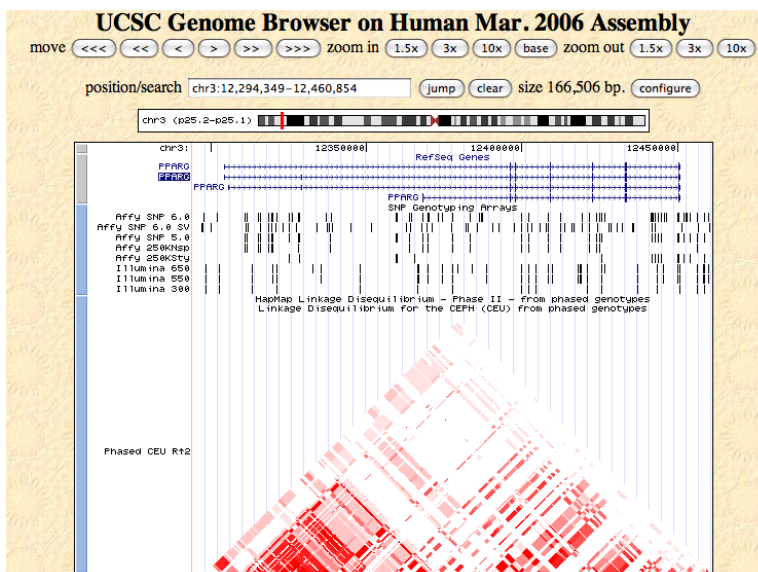 UCSC Genome Browser on Human Mar. 2006 Assembly
move <<< << < > >> >>> zoom in 1.5x 3x 10x base zoom out 1.5x 3x 10x
position/search chr3:12,294,349-12,460,854 jump clear size 166,506 bp. configure
chr3 (p25.2-p25.1)
chr3: 12350000 12400000 12450000
RefSeq Genes
PPARG
PPARG
PPARG
PPARG
SNP Genotyping Arrays
Affy SNP 6.0
Affy SNP 6.0 SV
Affy SNP 5.0
Affy 250KNsp
Affy 250KSty
Illumina 650
Illumina 550
Illumina 300
HapMap Linkage Disequilibrium - Phase II - from phased genotypes
Linkage Disequilibrium for the CEPH (CEU) from phased genotypes
Phased CEU R↑2